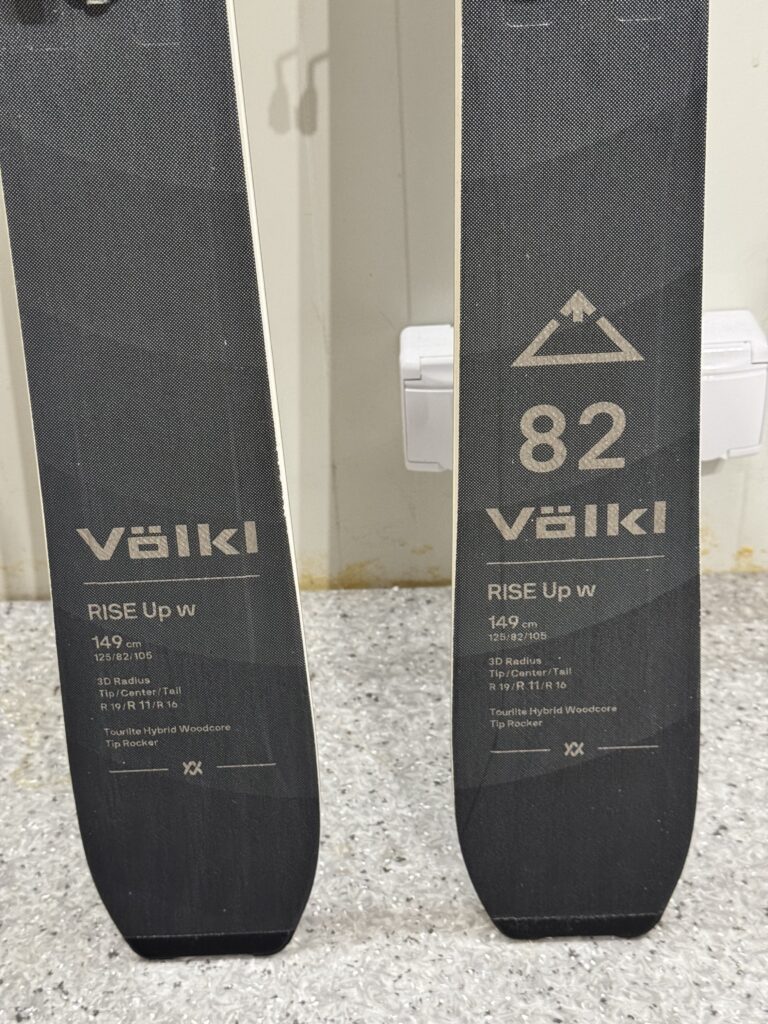 Völkl
RISE Up w
149 cm
125/82/105
3D Radius
Tip/Center/Tail
R 19/R 11/R 16
Tourlite Hybrid Woodcore
Tip Rocker
82
Völkl
RISE Up w
149 cm
125/82/105
3D Radius
Tip/Center/Tail
R 19/R 11/R 16
Tourlite Hybrid Woodcore
Tip Rocker